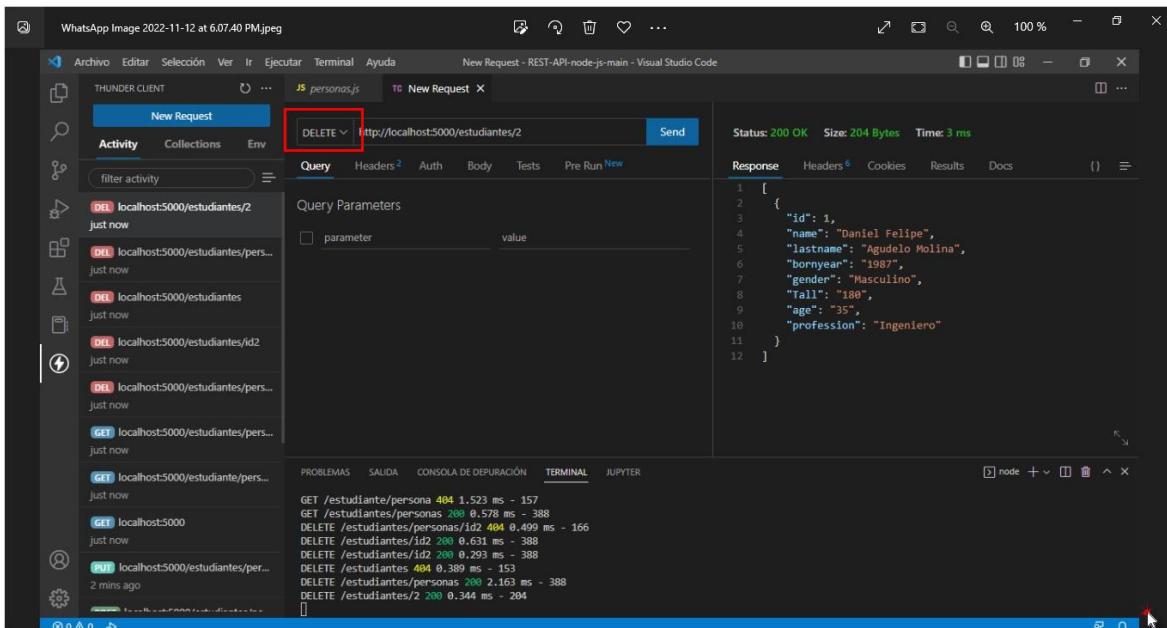 WhatsApp Image 2022-11-12 at 6.07.40 PM.jpeg
100 %
Archivo Editar Selección Ver Ir Ejecutar Terminal Ayuda
New Request - REST-API-node-js-main - Visual Studio Code
THUNDER CLIENT
JS personas.js
TC New Request
New Request
Activity Collections Env
filter activity
DEL localhost:5000/estudiantes/2
just now
DEL localhost:5000/estudiantes/pers...
just now
DEL localhost:5000/estudiantes
just now
DEL localhost:5000/estudiantes/id2
just now
DEL localhost:5000/estudiantes/pers...
just now
GET localhost:5000/estudiantes/pers...
just now
GET localhost:5000/estudiante/pers...
just now
GET localhost:5000
just now
PUT localhost:5000/estudiantes/per...
2 mins ago
DELETE http://localhost:5000/estudiantes/2 Send
Query Headers 2 Auth Body Tests Pre Run New
Query Parameters
parameter value
Status: 200 OK Size: 204 Bytes Time: 3 ms
Response Headers 6 Cookies Results Docs {}
1 [
2 {
3 "id": 1,
4 "name": "Daniel Felipe",
5 "lastname": "Agudelo Molina",
6 "bornyear": "1987",
7 "gender": "Masculino",
8 "Tall": "180",
9 "age": "35",
10 "profession": "Ingeniero"
11 }
12 ]
PROBLEMAS SALIDA CONSOLA DE DEPURACIÓN TERMINAL JUPYTER
node
GET /estudiante/persona 404 1.523 ms - 157
GET /estudiantes/personas 200 0.578 ms - 388
DELETE /estudiantes/personas/id2 404 0.499 ms - 166
DELETE /estudiantes/id2 200 0.631 ms - 388
DELETE /estudiantes/id2 200 0.293 ms - 388
DELETE /estudiantes 404 0.389 ms - 153
DELETE /estudiantes/personas 200 2.163 ms - 388
DELETE /estudiantes/2 200 0.344 ms - 204